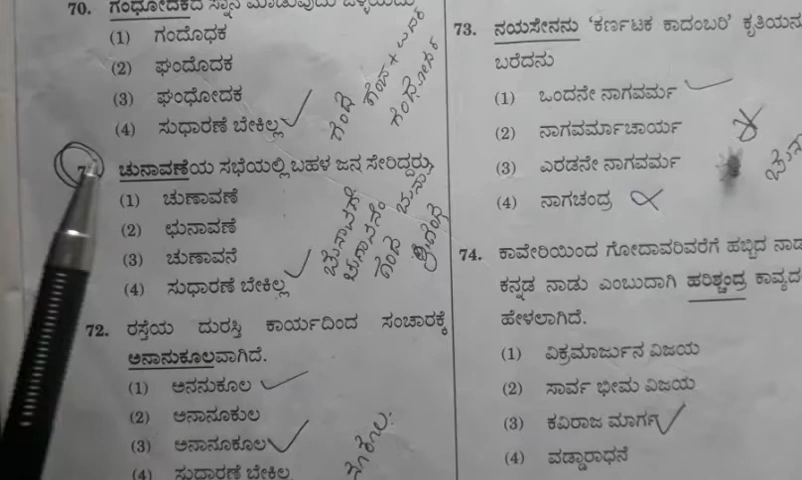 70. ಗಂಧೋದಕದ ಸ್ನಾನ ಮಾಡುವುದು ಒಳ್ಳೆಯದು
(1) ಗಂದೊಧಕ
(2) ಘಂದೊದಕ
(3) ಘಂಧೋದಕ
(4) ಸುಧಾರಣೆ ಬೇಕಿಲ್ಲ
ಚುನಾವಣೆಯ ಸಭೆಯಲ್ಲಿ ಬಹಳ ಜನ ಸೇರಿದ್ದರು
(1) ಚುಣಾವಣೆ
(2) ಛುನಾವಣೆ
(3) ಚುಣಾವನೆ
(4) ಸುಧಾರಣೆ ಬೇಕಿಲ್ಲ
72. ರಸ್ತೆಯ ದುರಸ್ತಿ ಕಾರ್ಯದಿಂದ ಸಂಚಾರಕ್ಕೆ
ಅನಾನುಕೂಲವಾಗಿದೆ.
(1) ಅನನುಕೂಲ
(2) ಅನಾನೂಕುಲ
(3) ಅನಾನೂಕೂಲ
(4) ಸುಧಾರಣೆ ಬೇಕಿಲ್ಲ
73. ನಯಸೇನನು ‘ಕರ್ಣಾಟಕ ಕಾದಂಬರಿ’ ಕೃತಿಯನ
ಬರೆದನು
(1) ಒಂದನೇ ನಾಗವರ್ಮ
(2) ನಾಗವರ್ಮಾಚಾರ್ಯ
(3) ಎರಡನೇ ನಾಗವರ್ಮ
(4) ನಾಗಚಂದ್ರ
74. ಕಾವೇರಿಯಿಂದ ಗೋದಾವರಿವರೆಗೆ ಹಬ್ಬಿದ ನಾಡ
ಕನ್ನಡ ನಾಡು ಎಂಬುದಾಗಿ ಹರಿಶ್ಚಂದ್ರ ಕಾವ್ಯದ
ಹೇಳಲಾಗಿದೆ.
(1) ವಿಕ್ರಮಾರ್ಜುನ ವಿಜಯ
(2) ಸಾರ್ವ ಭೀಮ ವಿಜಯ
(3) ಕವಿರಾಜ ಮಾರ್ಗ
(4) ವಡ್ಡಾರಾಧನೆ